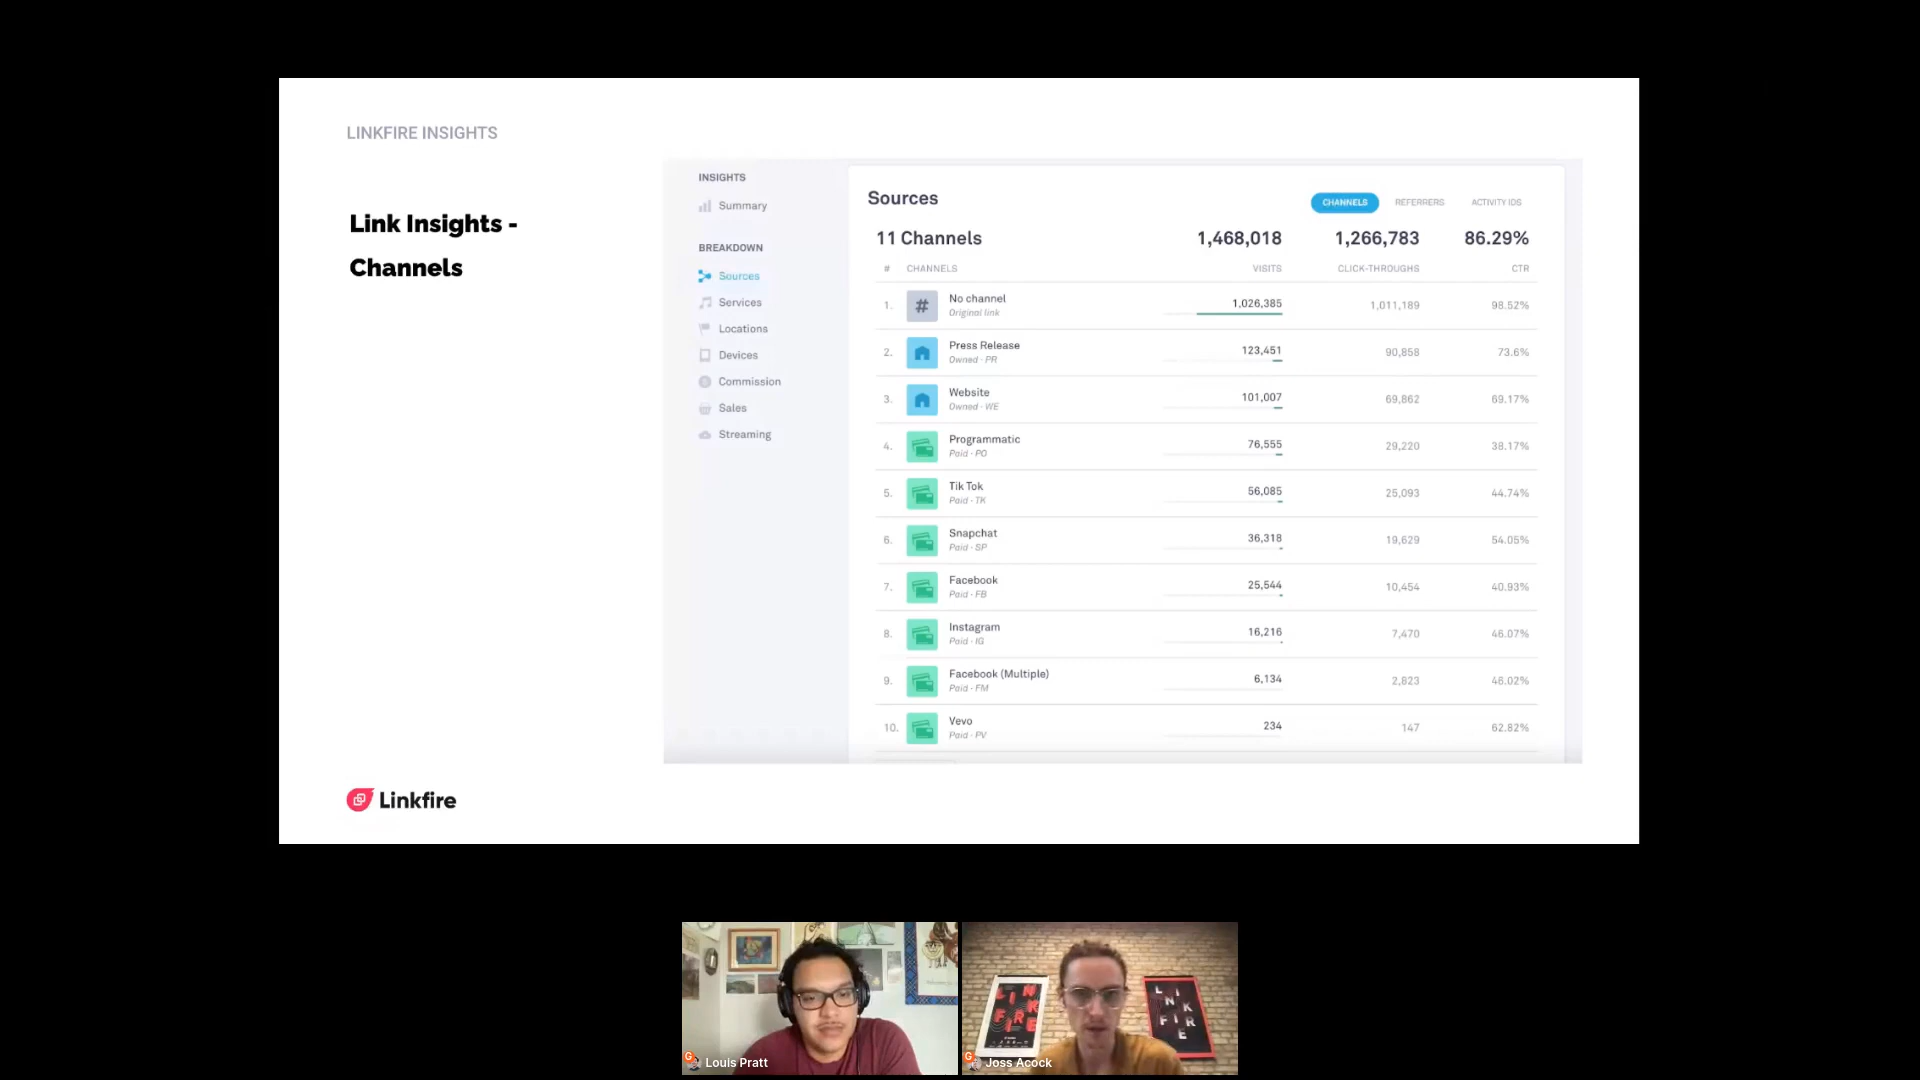 LINKFIRE INSIGHTS
Link Insights -
Channels
INSIGHTS
Summary
BREAKDOWN
Sources
Services
Locations
Devices
Commission
Sales
Streaming
Sources
CHANNELS REFERRERS ACTIVITY IDS
11 Channels 1,468,018 1,266,783 86.29%
# CHANNELS VISITS CLICK-THROUGHS CTR
1. # No channel 1,026,385 1,011,189 98.52%
Original link
2. Press Release 123,451 90,858 73.6%
Owned - PR
3. Website 101,007 69,862 69.17%
Owned - WE
4. Programmatic 76,555 29,220 38.17%
Paid - PO
5. Tik Tok 56,085 25,093 44.74%
Paid - TK
6. Snapchat 36,318 19,629 54.05%
Paid - SP
7. Facebook 25,544 10,454 40.93%
Paid - FB
8. Instagram 16,216 7,470 46.07%
Paid - IG
9. Facebook (Multiple) 6,134 2,823 46.02%
Paid - FM
10. Vevo 234 147 62.82%
Paid - PV
Linkfire
LINK
FIRE
LINK
FIRE
G Louis Pratt
G Joss Acock